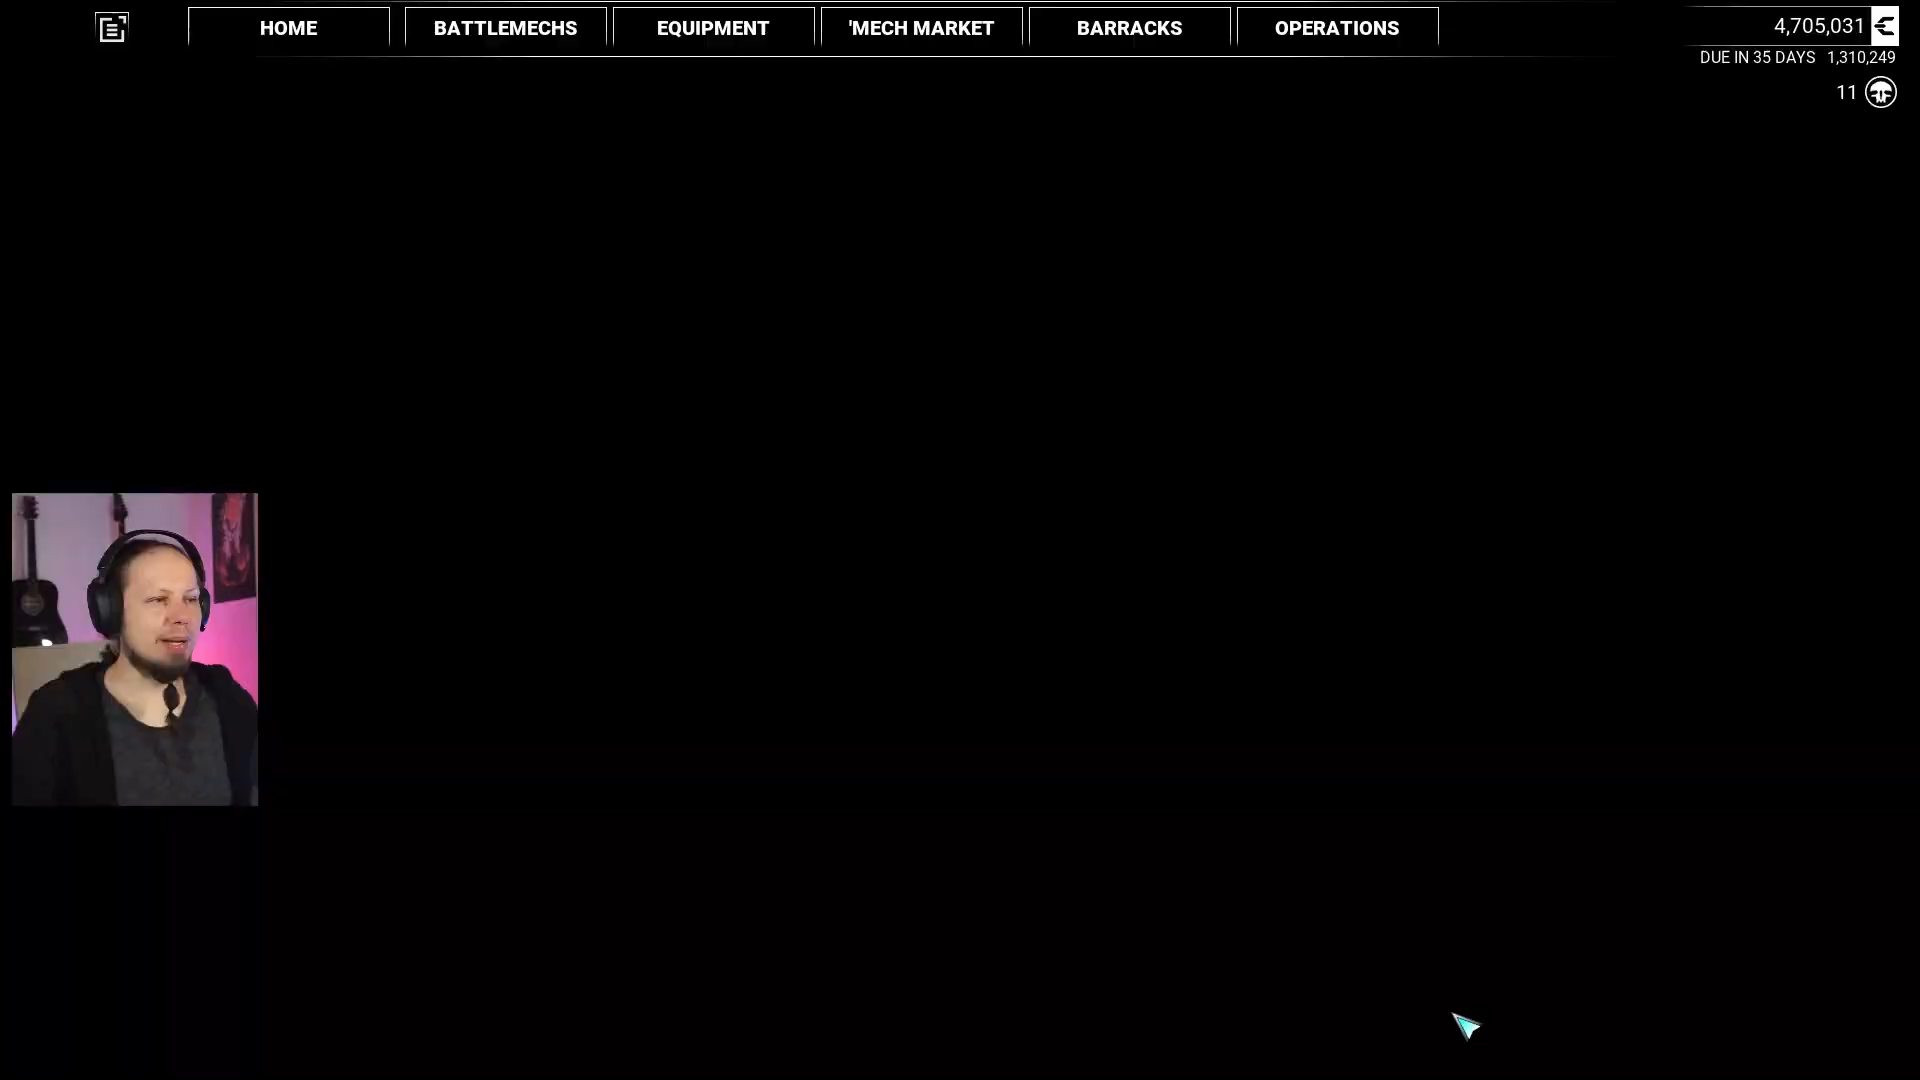 HOME
BATTLEMECHS
EQUIPMENT
'MECH MARKET
BARRACKS
OPERATIONS
4,705,031
DUE IN 35 DAYS 1,310,249
11